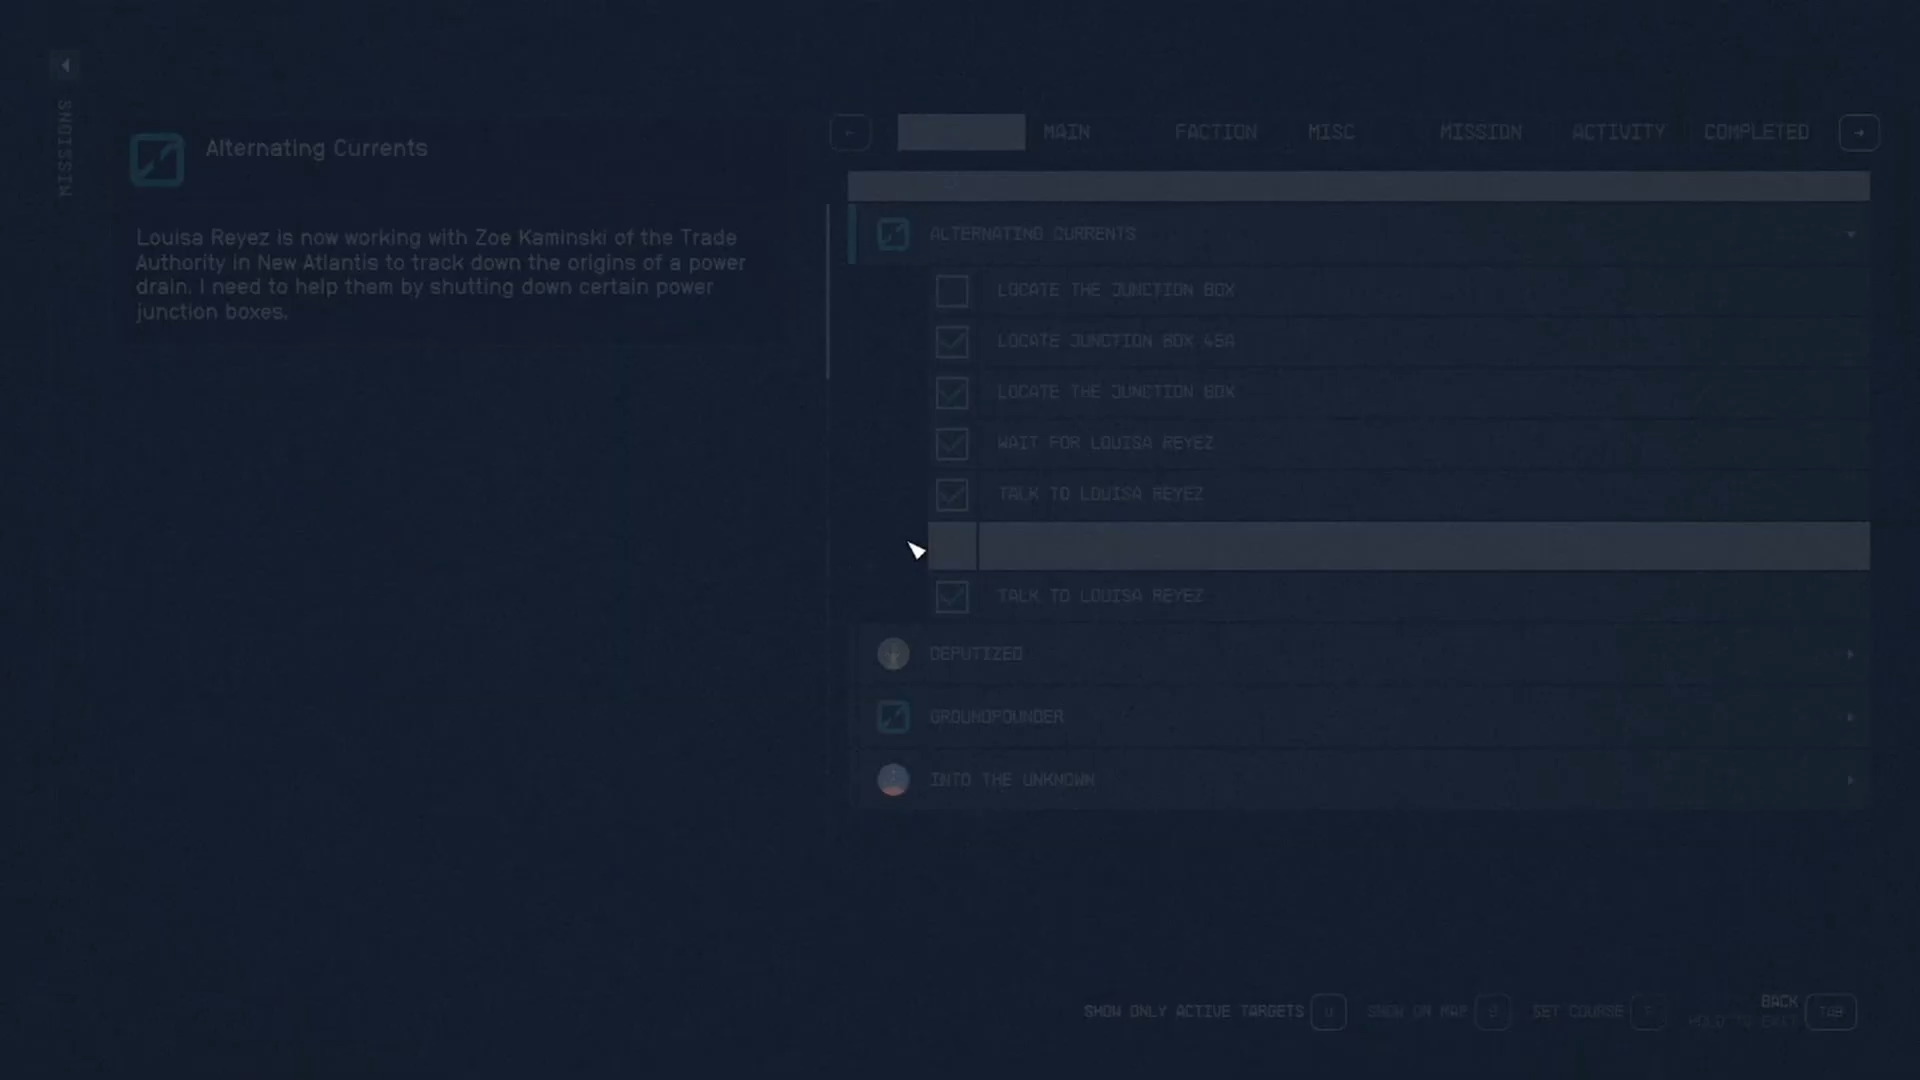 MISSIONS
Alternating Currents
Louisa Reyez is now working with Zoe Kaminski of the Trade
Authority in New Atlantis to track down the origins of a power
drain. I need to help them by shutting down certain power
junction boxes.
MAIN FACTION MISC MISSION ACTIVITY COMPLETED
ALTERNATING CURRENTS
LOCATE THE JUNCTION BOX
LOCATE JUNCTION BOX 45A
LOCATE THE JUNCTION BOX
WAIT FOR LOUISA REYEZ
TALK TO LOUISA REYEZ
TALK TO LOUISA REYEZ
DEPUTIZED
GROUNDPOUNDER
INTO THE UNKNOWN
SHOW ONLY ACTIVE TARGETS
SHOW ON MAP
SET COURSE
BACK
HOLD TO EXIT
TAB